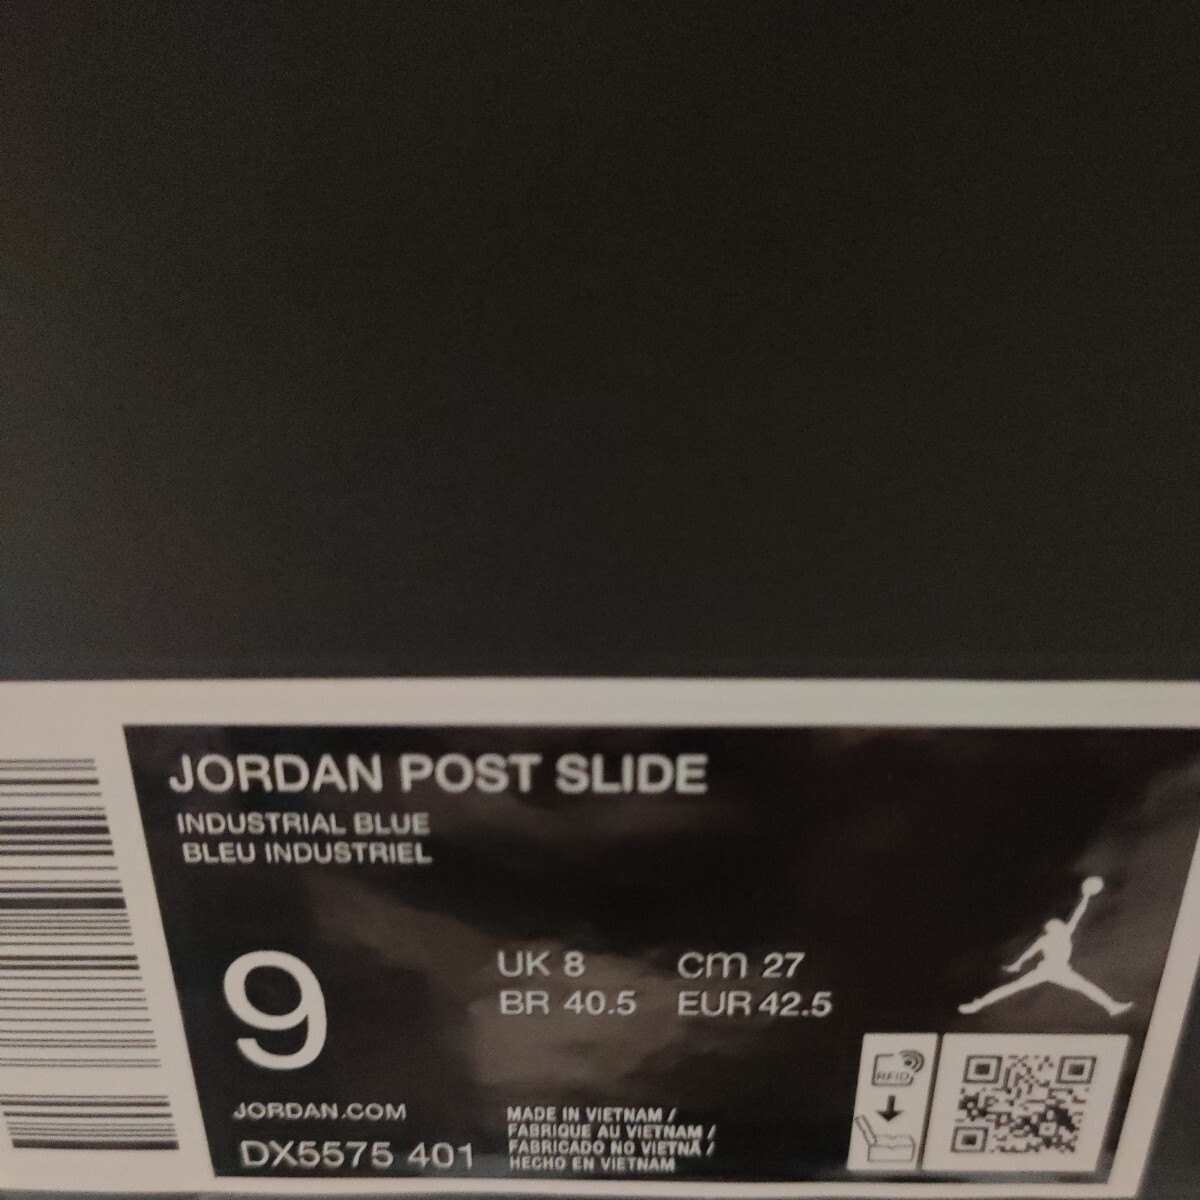 JORDAN POST SLIDE
INDUSTRIAL BLUE
BLEU INDUSTRIEL
9
UK 8 cm 27
BR 40.5 EUR 42.5
JORDAN.COM
DX5575 401
MADE IN VIETNAM /
FABRIQUE AU VIETNAM /
FABRICADO NO VIETNÃ /
HECHO EN VIETNAM
RFID